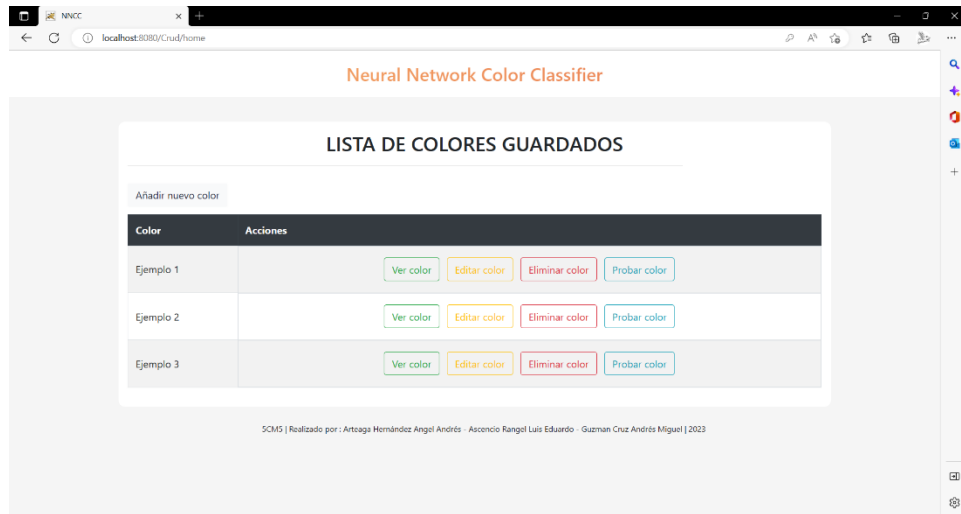 NNCC
localhost:8080/Crud/home
Neural Network Color Classifier
LISTA DE COLORES GUARDADOS
Añadir nuevo color
Color Acciones
Ejemplo 1 Ver color Editar color Eliminar color Probar color
Ejemplo 2 Ver color Editar color Eliminar color Probar color
Ejemplo 3 Ver color Editar color Eliminar color Probar color
5CM5 | Realizado por : Arteaga Hernández Angel Andrés - Ascencio Rangel Luis Eduardo - Guzman Cruz Andrés Miguel | 2023